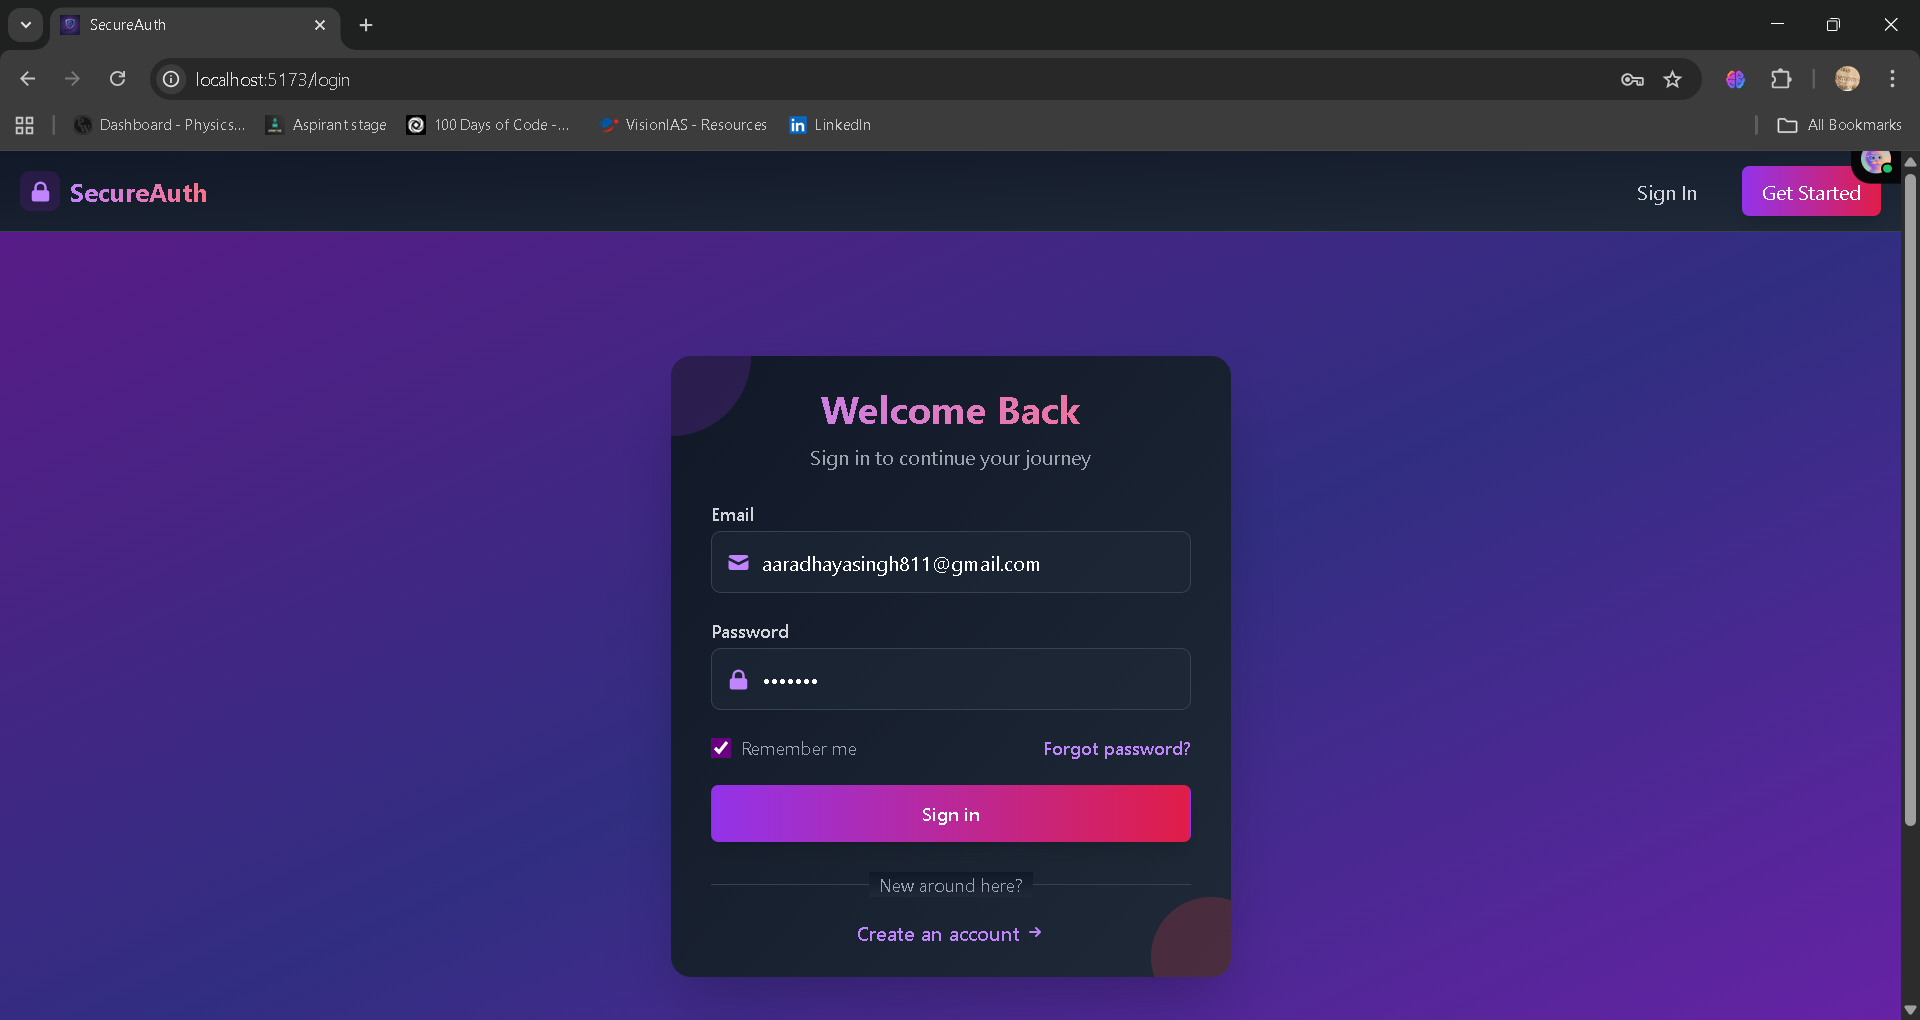 SecureAuth
localhost:5173/login
Dashboard - Physics...
Aspirant stage
100 Days of Code -...
VisionIAS - Resources
in LinkedIn
All Bookmarks
SecureAuth
Sign In
Get Started
Welcome Back
Sign in to continue your journey
Email
aaradhayasingh811@gmail.com
Password
•••••••
Remember me
Forgot password?
Sign in
New around here?
Create an account →